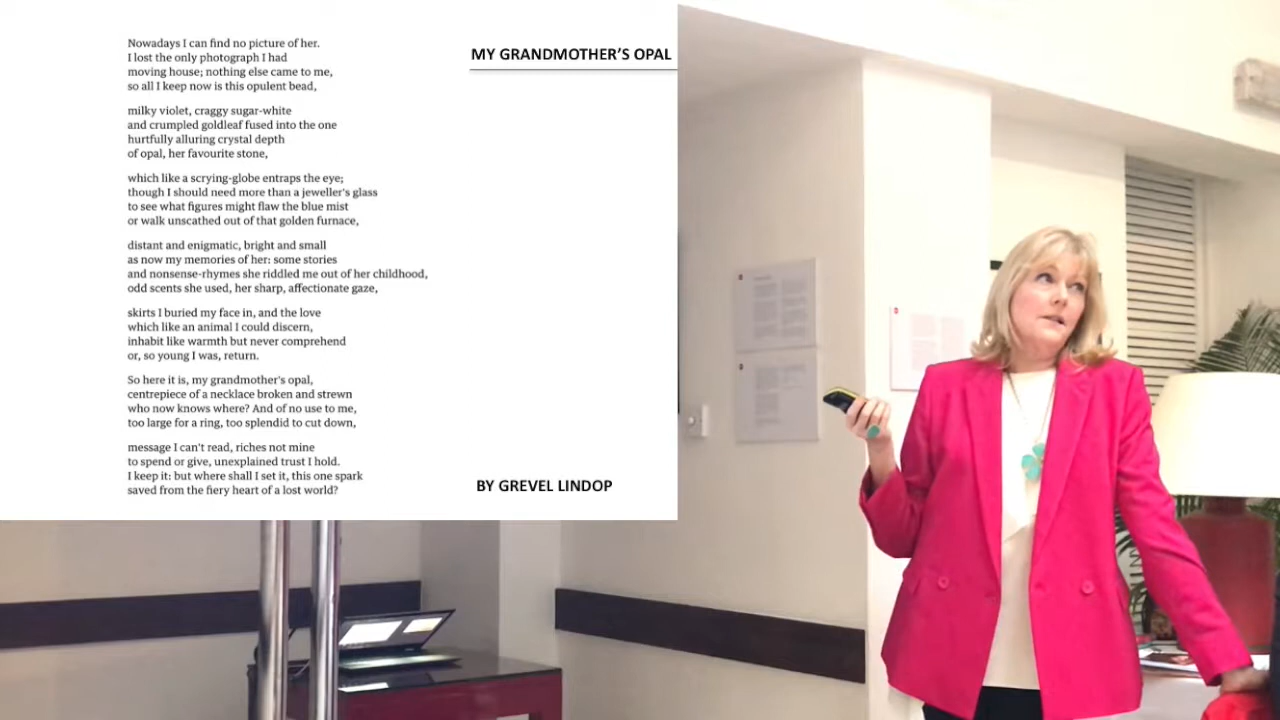 MY GRANDMOTHER'S OPAL
Nowadays I can find no picture of her.
I lost the only photograph I had
moving house; nothing else came to me,
so all I keep now is this opulent bead,
milky violet, craggy sugar-white
and crumpled goldleaf fused into the one
hurtfully alluring crystal depth
of opal, her favourite stone,
which like a scrying-globe entraps the eye;
though I should need more than a jeweller's glass
to see what figures might flaw the blue mist
or walk unscathed out of that golden furnace,
distant and enigmatic, bright and small
as now my memories of her: some stories
and nonsense-rhymes she riddled me out of her childhood,
odd scents she used, her sharp, affectionate gaze,
skirts I buried my face in, and the love
which like an animal I could discern,
inhabit like warmth but never comprehend
or, so young I was, return.
So here it is, my grandmother's opal,
centrepiece of a necklace broken and strewn
who now knows where? And of no use to me,
too large for a ring, too splendid to cut down,
message I can't read, riches not mine
to spend or give, unexplained trust I hold.
I keep it: but where shall I set it, this one spark
saved from the fiery heart of a lost world?
BY GREVEL LINDOP